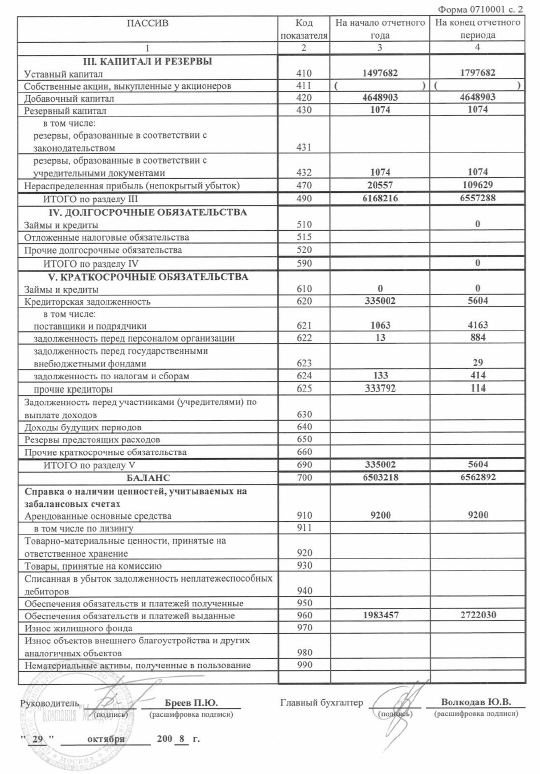 Форма 0710001 с. 2
ПАССИВ Код показателя На начало отчетного года На конец отчетного периода
1 2 3 4
III. КАПИТАЛ И РЕЗЕРВЫ
Уставный капитал 410 1497682 1797682
Собственные акции, выкупленные у акционеров 411 ( ) ( )
Добавочный капитал 420 4648903 4648903
Резервный капитал 430 1074 1074
в том числе:
резервы, образованные в соответствии с
законодательством 431
резервы, образованные в соответствии с
учредительными документами 432 1074 1074
Нераспределенная прибыль (непокрытый убыток) 470 20557 109629
ИТОГО по разделу III 490 6168216 6557288
IV. ДОЛГОСРОЧНЫЕ ОБЯЗАТЕЛЬСТВА
Займы и кредиты 510 0
Отложенные налоговые обязательства 515
Прочие долгосрочные обязательства 520
ИТОГО по разделу IV 590 0
V. КРАТКОСРОЧНЫЕ ОБЯЗАТЕЛЬСТВА
Займы и кредиты 610 0 0
Кредиторская задолженность 620 335002 5604
в том числе:
поставщики и подрядчики 621 1063 4163
задолженность перед персоналом организации 622 13 884
задолженность перед государственными
внебюджетными фондами 623 29
задолженность по налогам и сборам 624 133 414
прочие кредиторы 625 333792 114
Задолженность перед участниками (учредителями) по
выплате доходов 630
Доходы будущих периодов 640
Резервы предстоящих расходов 650
Прочие краткосрочные обязательства 660
ИТОГО по разделу V 690 335002 5604
БАЛАНС 700 6503218 6562892
Справка о наличии ценностей, учитываемых на
забалансовых счетах
Арендованные основные средства 910 9200 9200
в том числе по лизингу 911
Товарно-материальные ценности, принятые на
ответственное хранение 920
Товары, принятые на комиссию 930
Списанная в убыток задолженность неплатежеспособных
дебиторов 940
Обеспечения обязательств и платежей полученные 950
Обеспечения обязательств и платежей выданные 960 1983457 2722030
Износ жилищного фонда 970
Износ объектов внешнего благоустройства и других
аналогичных объектов 980
Нематериальные активы, полученные в пользование 990
Руководитель Бреев П.Ю. Главный бухгалтер Волкодав Ю.В.
(подпись) (расшифровка подписи) (подпись) (расшифровка подписи)
" 29 " октября 200 8 г.